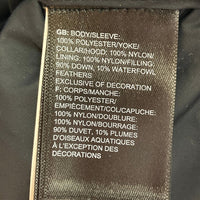 GB: BODY/SLEEVE:
100% POLYESTER/YOKE/
COLLAR/HOOD: 100% NYLON/
LINING: 100% NYLON/FILLING:
90% DOWN, 10% WATERFOWL
FEATHERS
EXCLUSIVE OF DECORATION
F: CORPS/MANCHE:
100% POLYESTER/
EMPIÈCEMENT/COL/CAPUCHE:
100% NYLON/DOUBLURE:
100% NYLON/BOURRAGE:
90% DUVET, 10% PLUMES
D'OISEAUX AQUATIQUES
À L'EXCEPTION DES
DÉCORATIONS